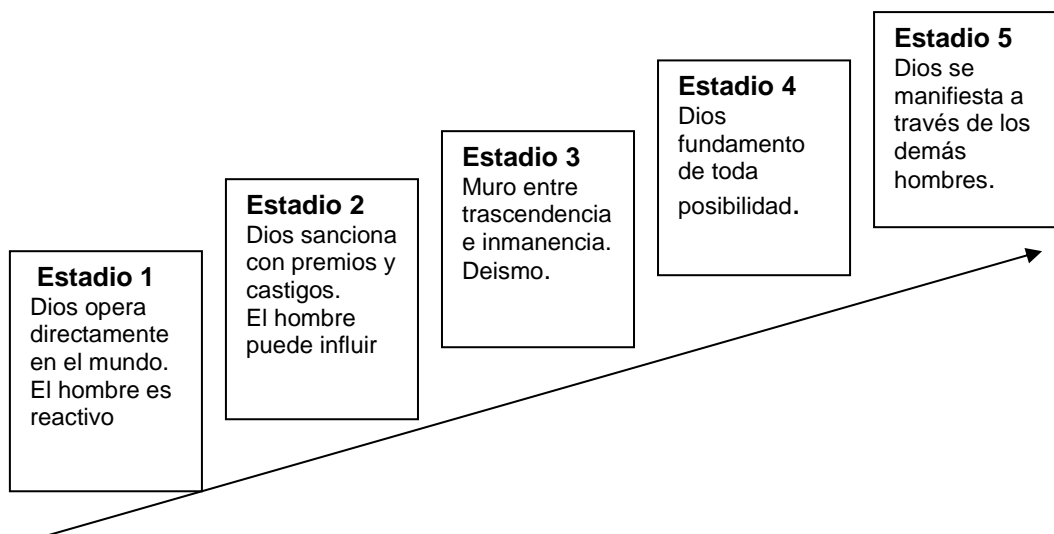 Estadio 1
Dios opera
directamente
en el mundo.
El hombre es
reactivo
Estadio 2
Dios sanciona
con premios y
castigos.
El hombre
puede influir
Estadio 3
Muro entre
trascendencia
e inmanencia.
Deismo.
Estadio 4
Dios
fundamento
de toda
posibilidad.
Estadio 5
Dios se
manifiesta a
través de los
demás
hombres.